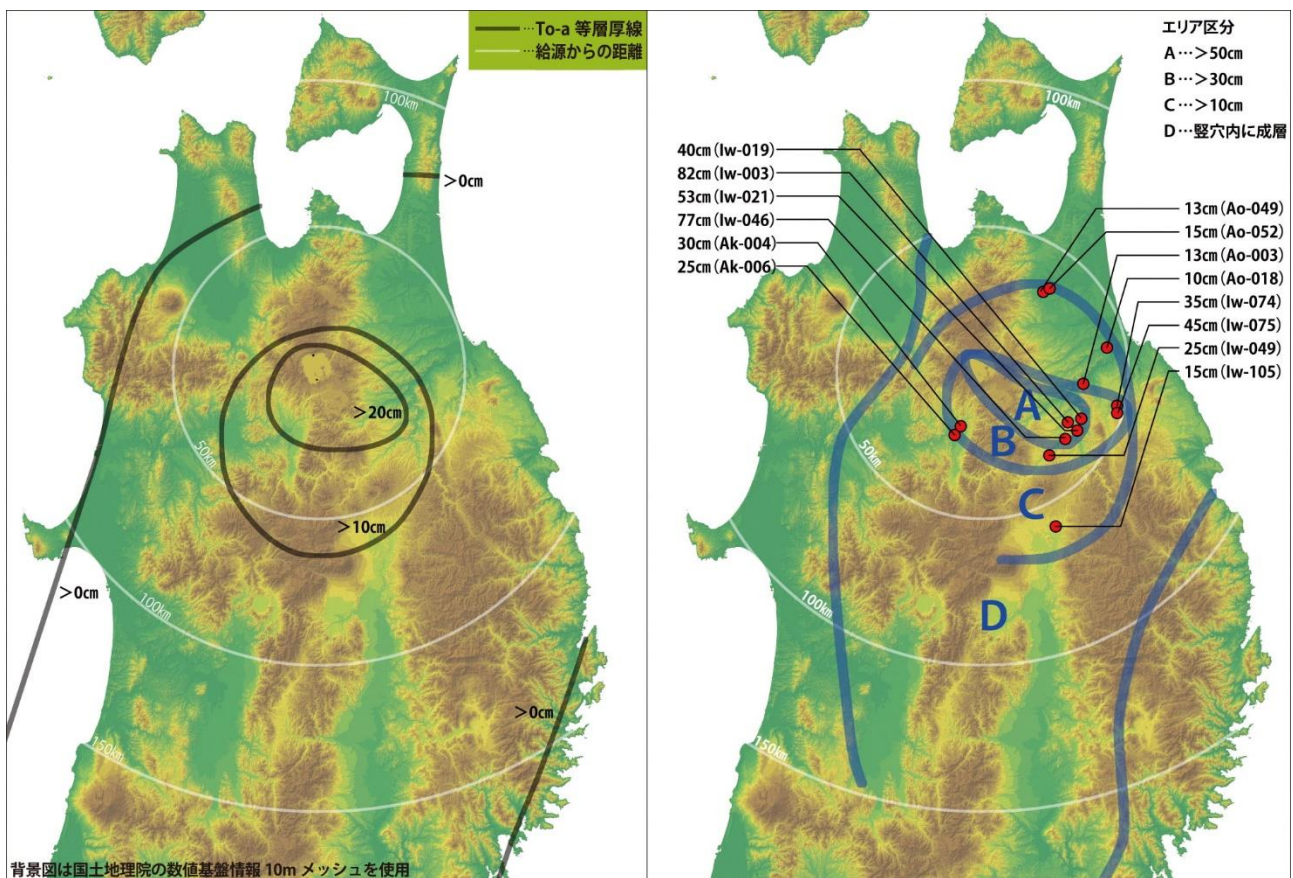 …To-a 等層厚線
…給源からの距離
100km
>0cm
>20cm
50km
>10cm
>0cm
100km
>0cm
150km
背景図は国土地理院の数値基盤情報 10m メッシュを使用
エリア区分
A…>50cm
B…>30cm
C…>10cm
D…竪穴内に成層
100km
40cm(Iw-019)
82cm(Iw-003)
53cm(Iw-021)
77cm(Iw-046)
30cm(Ak-004)
25cm(Ak-006)
13cm(Ao-049)
15cm(Ao-052)
13cm(Ao-003)
10cm(Ao-018)
35cm(Iw-074)
45cm(Iw-075)
25cm(Iw-049)
15cm(Iw-105)
A
B
50km
C
100km
D
150km